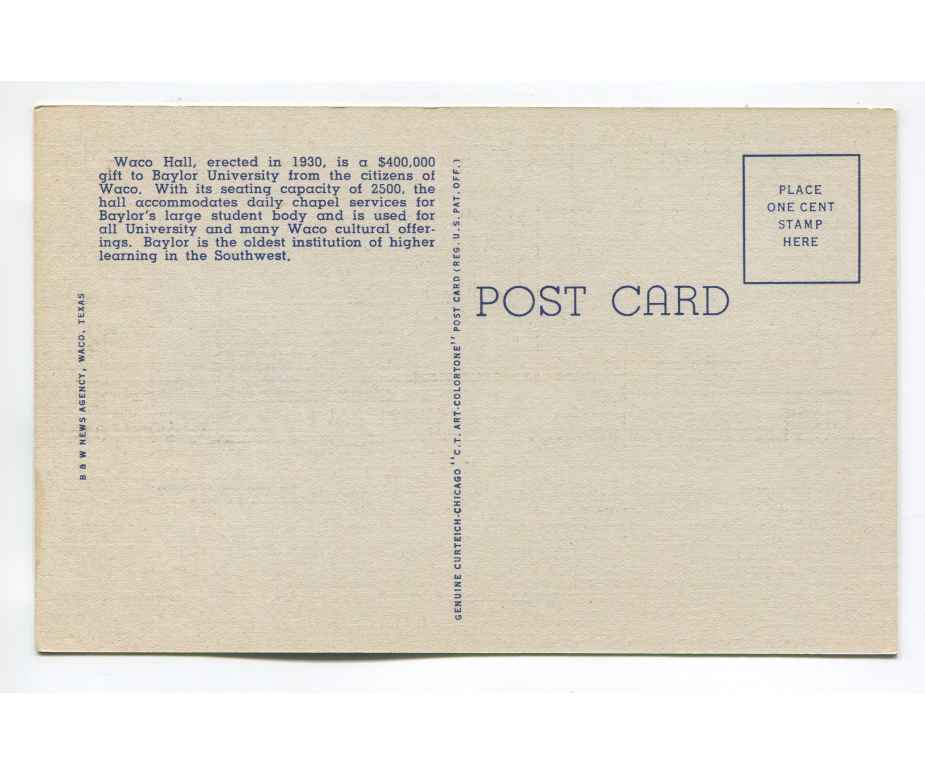 Waco Hall, erected in 1930, is a $400,000
gift to Baylor University from the citizens of
Waco. With its seating capacity of 2500, the
hall accommodates daily chapel services for
Baylor's large student body and is used for
all University and many Waco cultural offer-
ings. Baylor is the oldest institution of higher
learning in the Southwest.
B & W NEWS AGENCY, WACO, TEXAS
GENUINE CURTEICH-CHICAGO "C.T. ART-COLORTONE" POST CARD (REG. U.S. PAT. OFF.)
POST CARD
PLACE
ONE CENT
STAMP
HERE